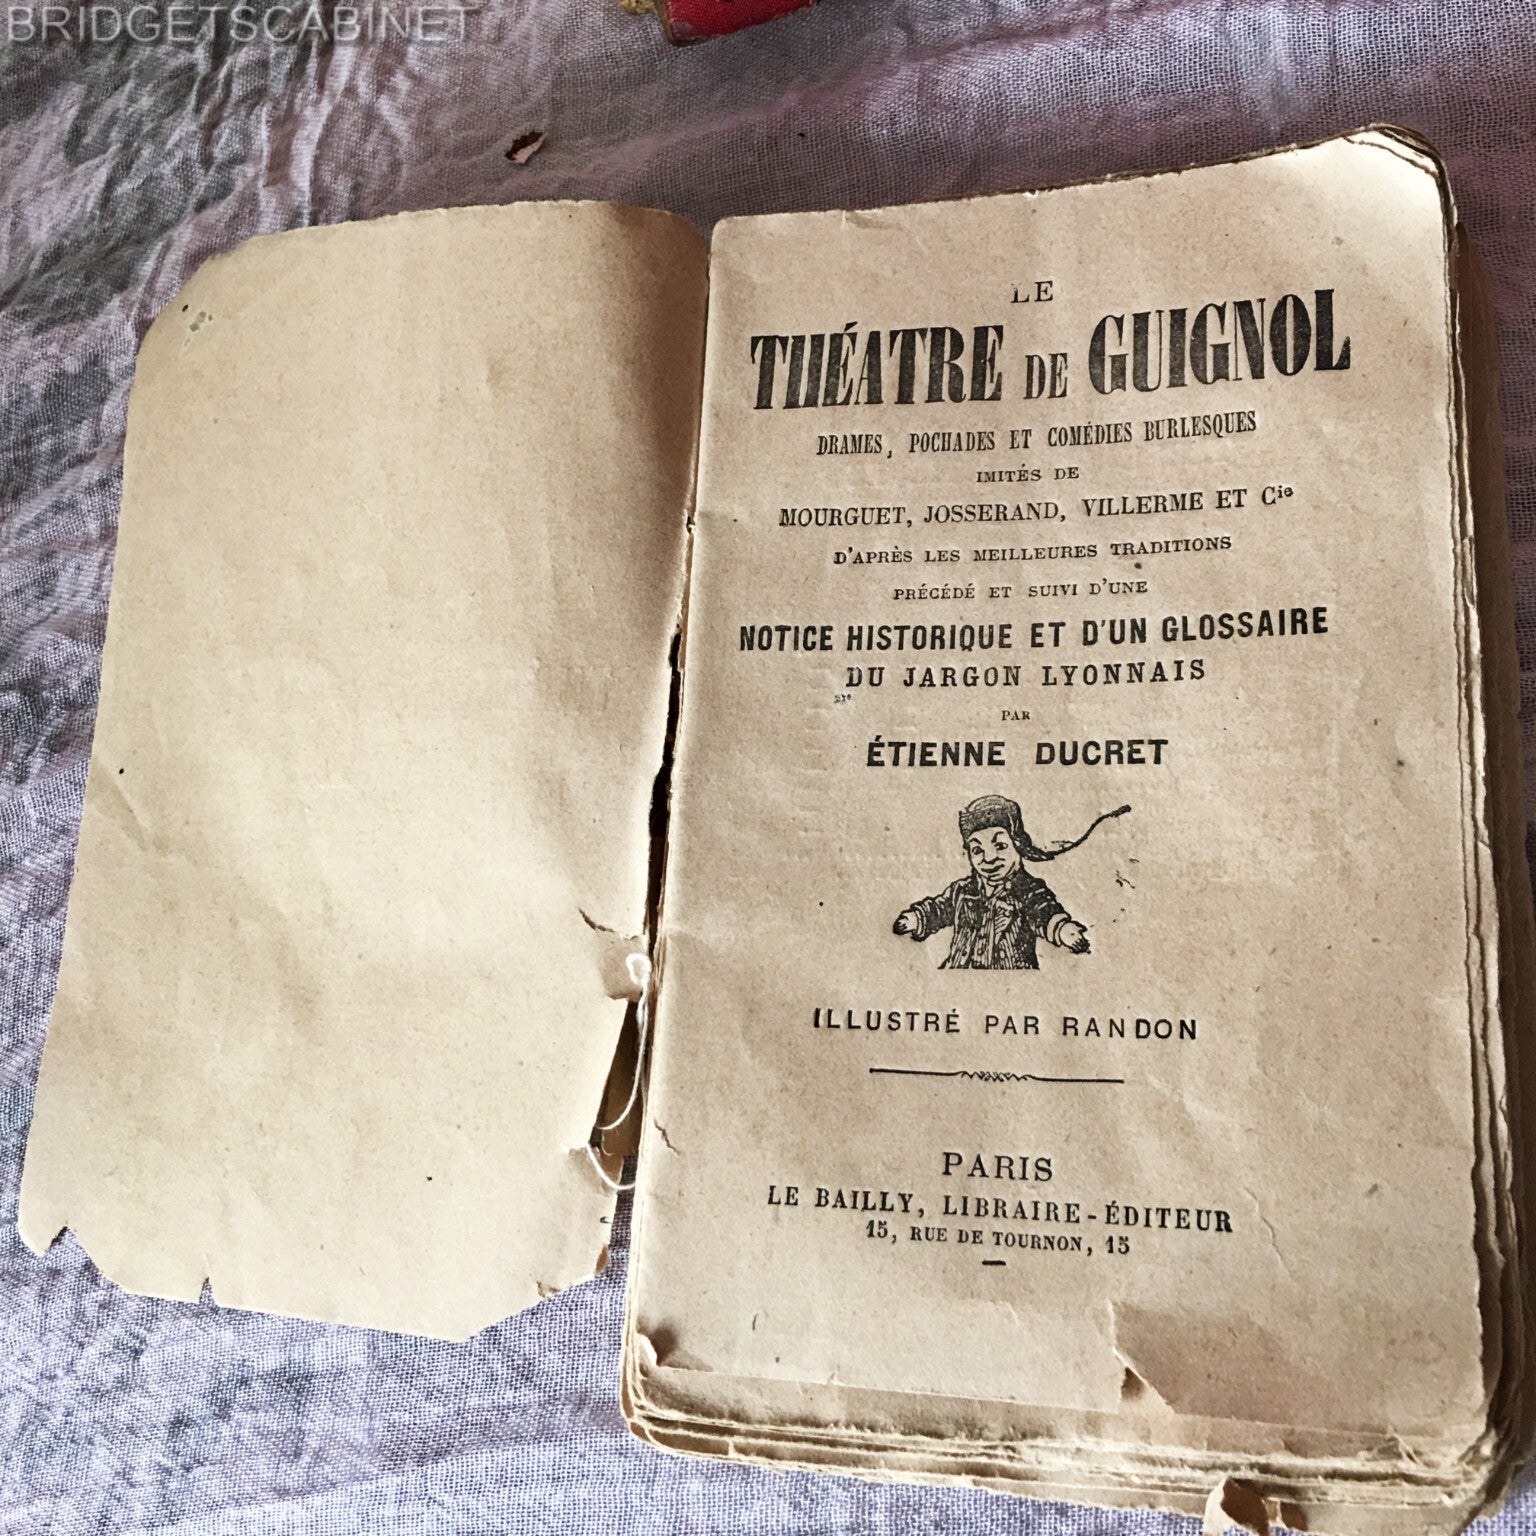 BRIDGETSCABINET
LE
THÉATRE DE GUIGNOL
DRAMES, POCHADES ET COMÉDIES BURLESQUES
IMITÉS DE
MOURGUET, JOSSERAND, VILLERME ET Cie
D'APRÈS LES MEILLEURES TRADITIONS
PRÉCÉDÉ ET SUIVI D'UNE
NOTICE HISTORIQUE ET D'UN GLOSSAIRE
DU JARGON LYONNAIS
PAR
ÉTIENNE DUCRET
ILLUSTRÉ PAR RANDON
PARIS
LE BAILLY, LIBRAIRE-ÉDITEUR
15, RUE DE TOURNON, 15